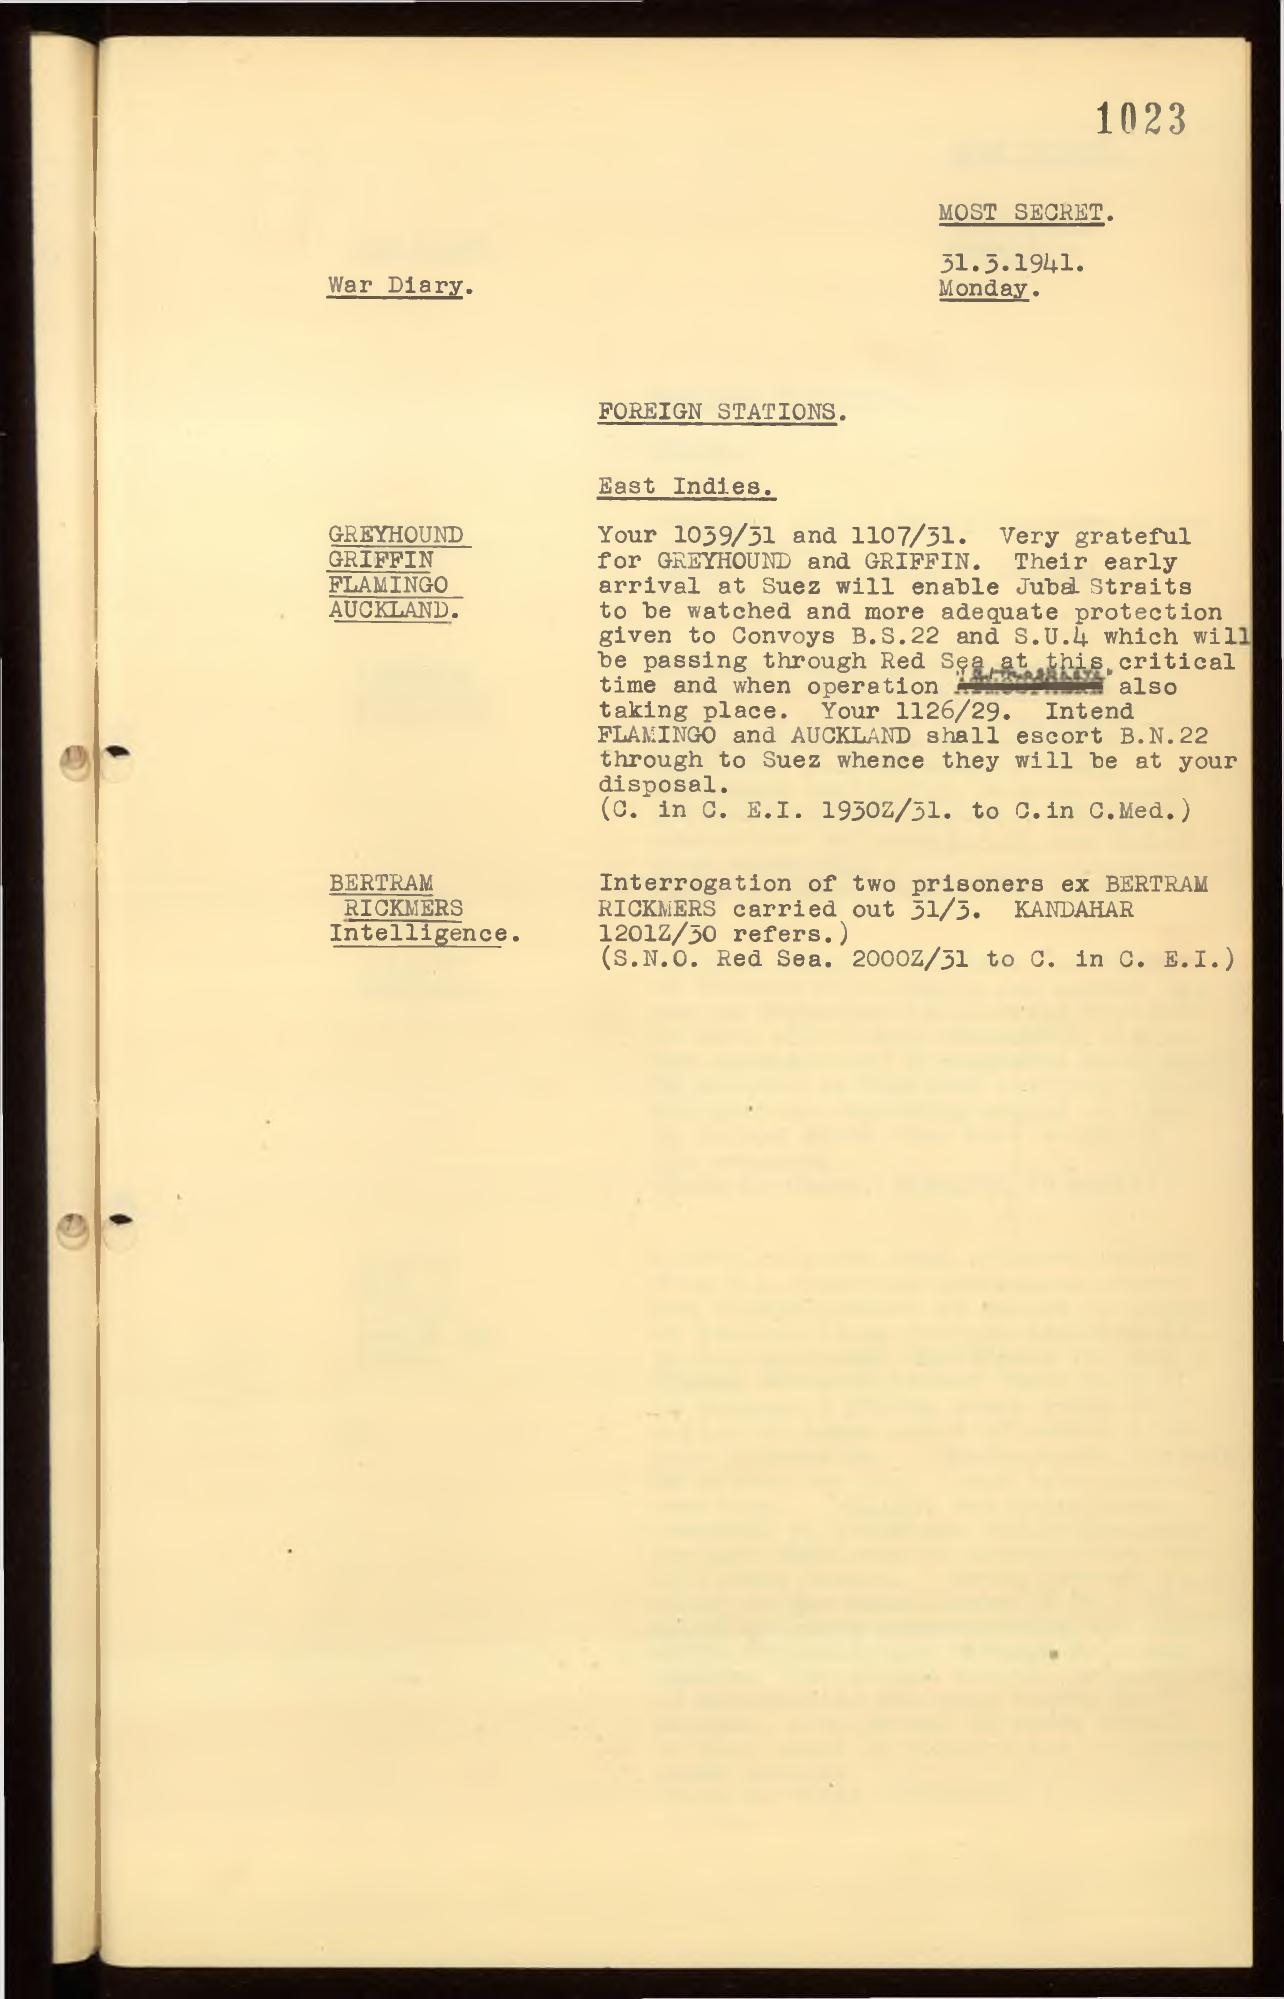 1023
MOST SECRET.
31.3.1941.
War Diary.
Monday.
FOREIGN STATIONS.
East Indies.
GREYHOUND
GRIFFIN
FLAMINGO
AUCKLAND.
Your 1039/31 and 1107/31. Very grateful
for GREYHOUND and GRIFFIN. Their early
arrival at Suez will enable Jubal Straits
to be watched and more adequate protection
given to Convoys B.S.22 and S.U.4 which will
be passing through Red Sea at this critical
time and when operation also
taking place. Your 1126/29. Intend
FLAMINGO and AUCKLAND shall escort B.N.22
through to Suez whence they will be at your
disposal.
(C. in C. E.I. 1930Z/31. to C.in C.Med.)
BERTRAM
RICKMERS
Intelligence.
Interrogation of two prisoners ex BERTRAM
RICKMERS carried out 31/3. KANDAHAR
1201Z/30 refers.)
(S.N.O. Red Sea. 2000Z/31 to C. in C. E.I.)